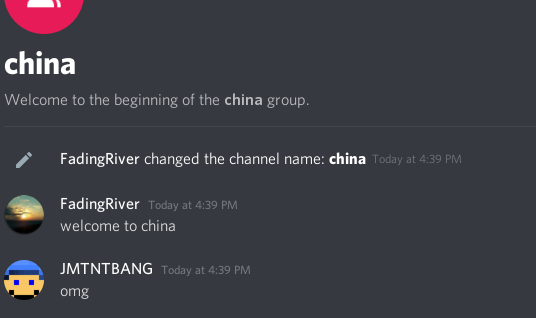 china
Welcome to the beginning of the china group.
FadingRiver changed the channel name: china Today at 4:39 PM
FadingRiver Today at 4:39 PM
welcome to china
JMTNTBANG Today at 4:39 PM
omg